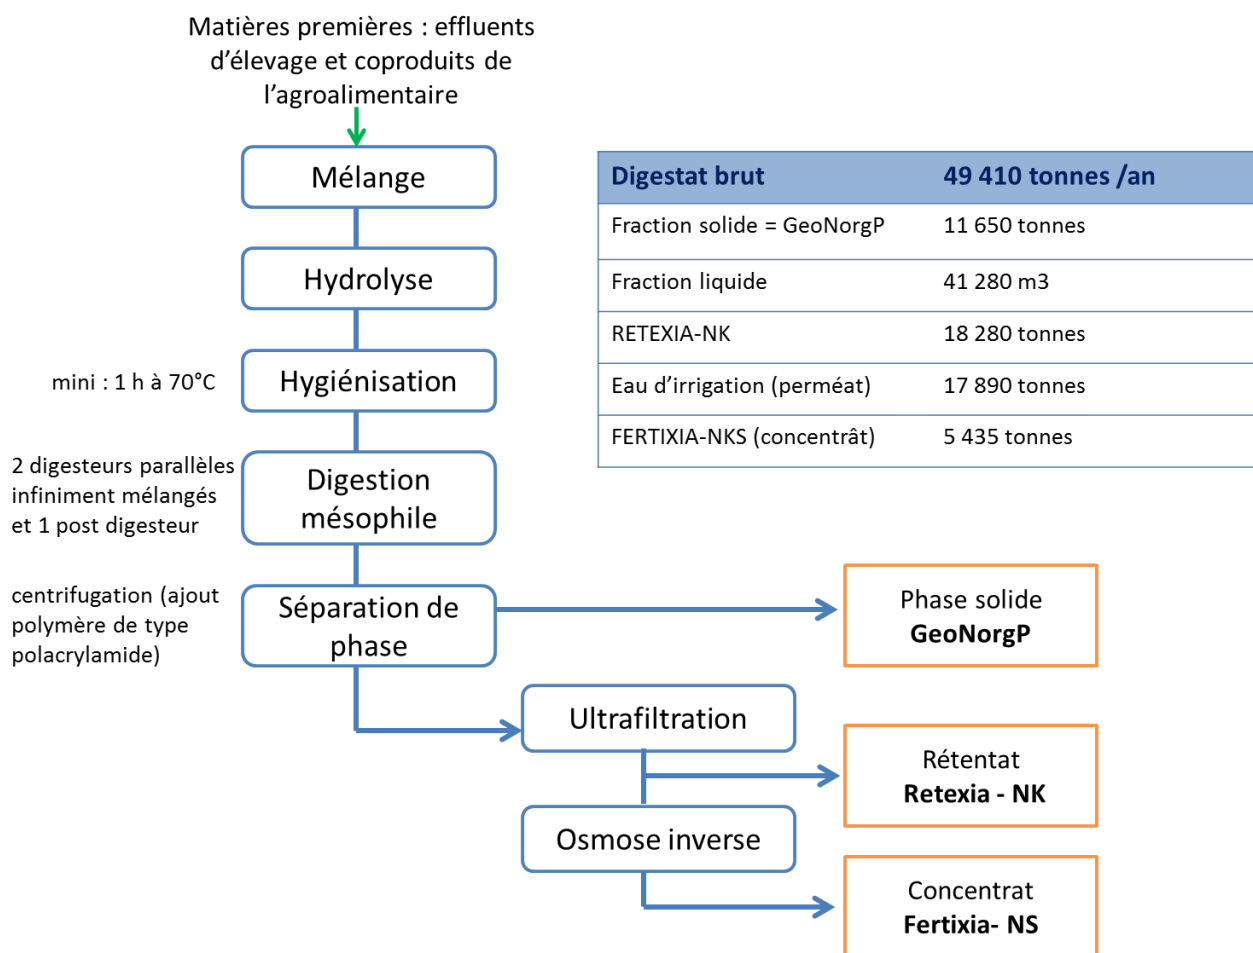 Matières premières : effluents
d’élevage et coproduits de
l’agroalimentaire
Mélange
Hydrolyse
mini : 1 h à 70°C
Hygiénisation
2 digesteurs parallèles
infiniment mélangés
et 1 post digesteur
Digestion
mésophile
centrifugation (ajout
polymère de type
polacrylamide)
Séparation de
phase
Ultrafiltration
Osmose inverse
Digestat brut 49 410 tonnes /an
Fraction solide = GeoNorgP 11 650 tonnes
Fraction liquide 41 280 m3
RETEXIA-NK 18 280 tonnes
Eau d’irrigation (perméat) 17 890 tonnes
FERTIXIA-NKS (concentrât) 5 435 tonnes
Phase solide
GeoNorgP
Rétentat
Retexia - NK
Concentrat
Fertixia- NS